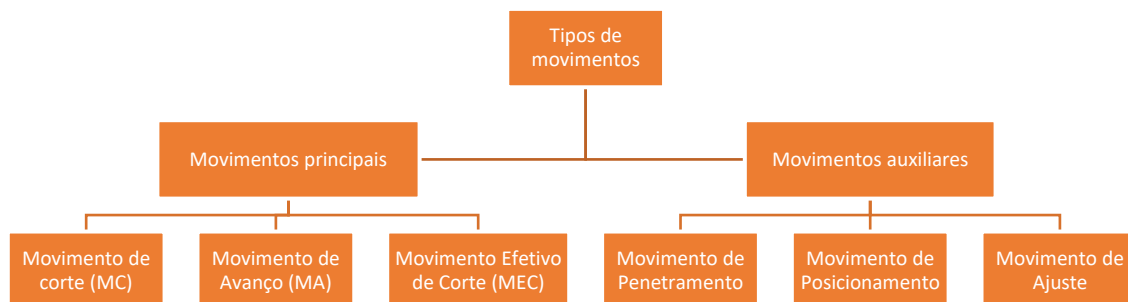 Tipos de
movimentos
Movimentos principais
Movimentos auxiliares
Movimento de
corte (MC)
Movimento de
Avanço (MA)
Movimento Efetivo
de Corte (MEC)
Movimento de
Penetramento
Movimento de
Posicionamento
Movimento de
Ajuste